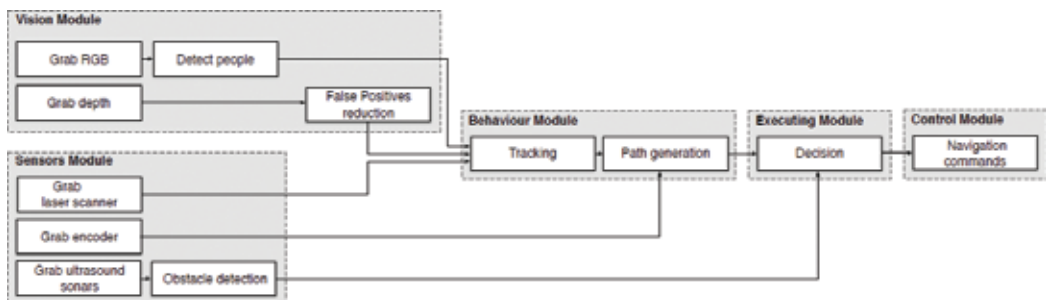 Vision Module
Grab RGB
Detect people
Grab depth
False Positives
reduction
Behaviour Module
Tracking
Path generation
Executing Module
Decision
Control Module
Navigation
commands
Sensors Module
Grab
laser scanner
Grab encoder
Grab ultrasound
sonars
Obstacle detection